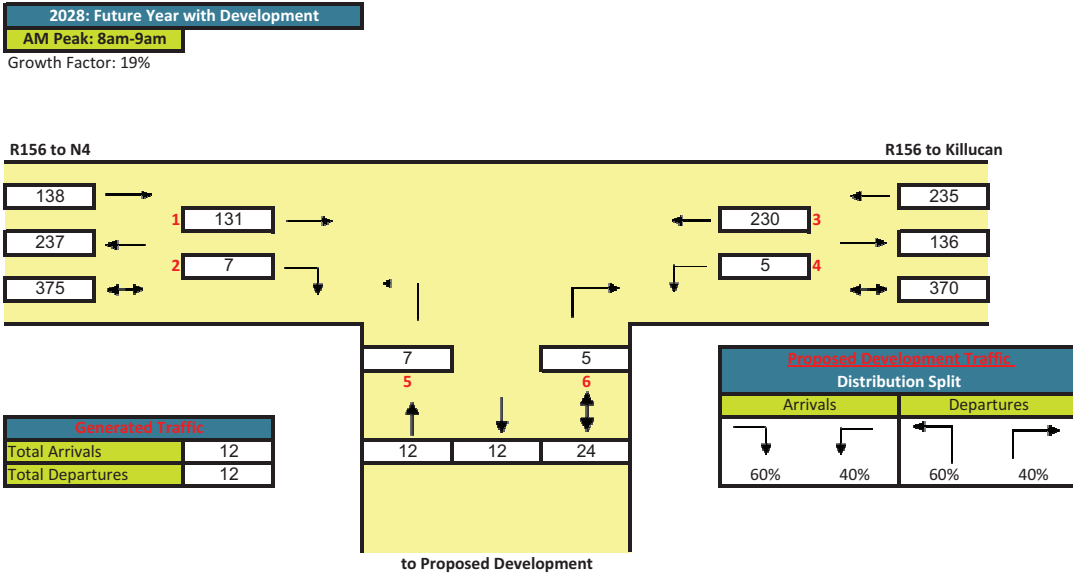 2028: Future Year with Development
AM Peak: 8am-9am
Growth Factor: 19%
R156 to N4
R156 to Killucan
138
235
1 131
230 3
237
136
2 7
5 4
375
370
7
5
5
6
Proposed Development Traffic
Distribution Split
Arrivals Departures
60% 40% 60% 40%
Generated Traffic
Total Arrivals 12
Total Departures 12
12 12 24
to Proposed Development